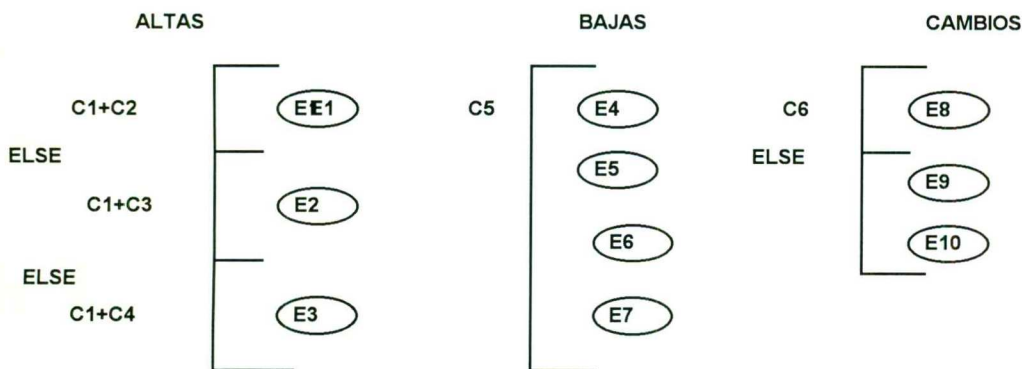 ALTAS BAJAS CAMBIOS
C1+C2 E1E1 C5 E4 C6 E8
ELSE E5 ELSE E9
C1+C3 E2 E6 E10
ELSE
C1+C4 E3 E7